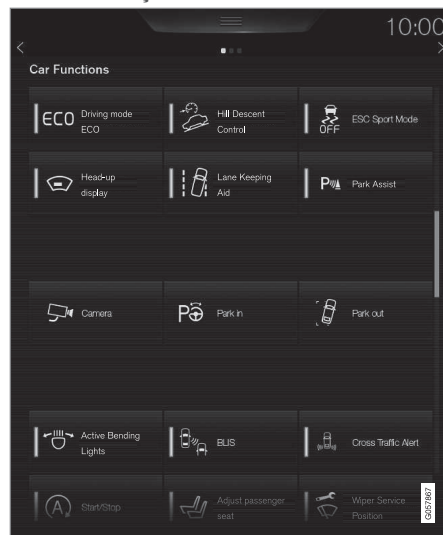 10:00
Car Functions
ECO Driving mode
ECO
Hill Descent
Control
OFF ESC Sport Mode
Head-up
display
Lane Keeping
Aid
P Park Assist
Camera
P Park in
Park out
Active Bending
Lights
BLIS
Cross Traffic Alert
A Start/Stop
Adjust passenger
seat
Wiper Service
Position
G057867